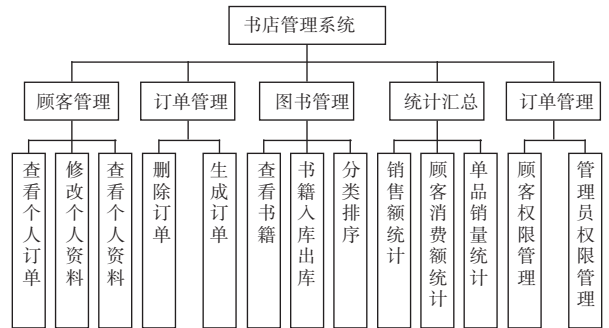 书店管理系统
顾客管理
订单管理
图书管理
统计汇总
订单管理
查看个人订单
修改个人资料
查看个人资料
删除订单
生成订单
查看书籍
书籍入库出库
分类排序
销售额统计
顾客消费额统计
单品销量统计
顾客权限管理
管理员权限管理